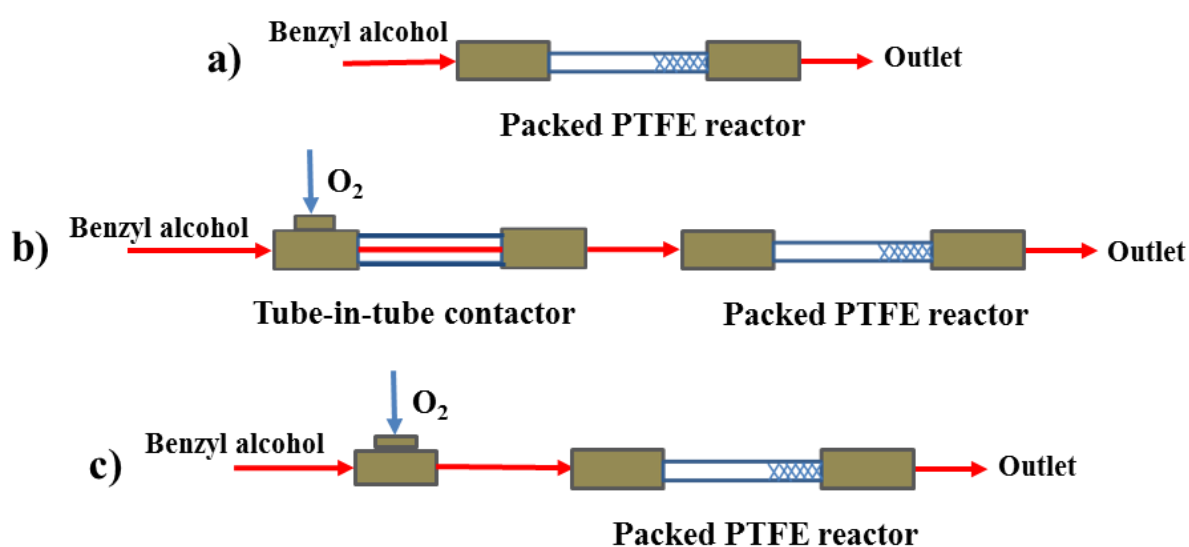 Benzyl alcohol
a)
Outlet
Packed PTFE reactor
O₂
Benzyl alcohol
b)
Outlet
Tube-in-tube contactor
Packed PTFE reactor
O₂
Benzyl alcohol
c)
Outlet
Packed PTFE reactor